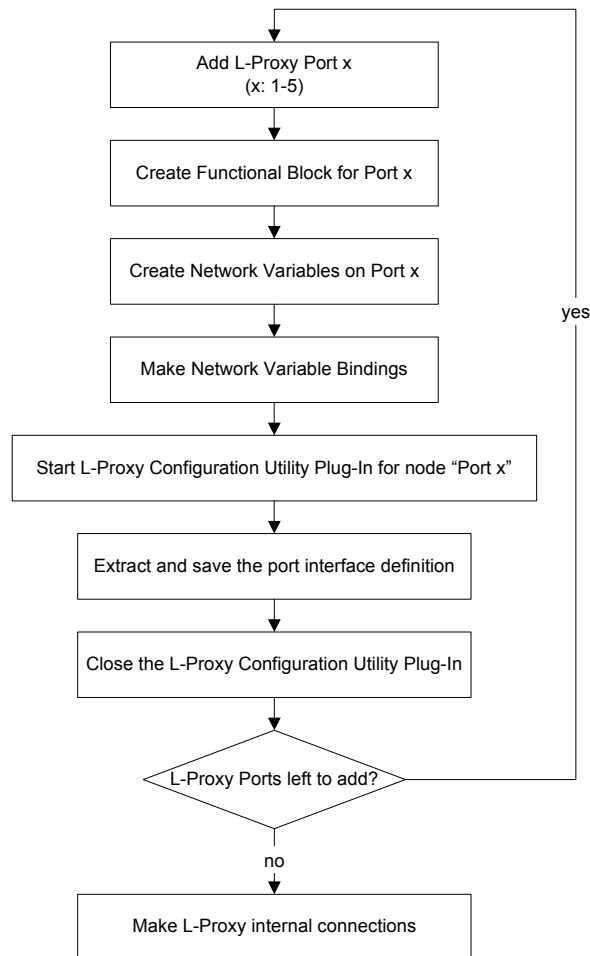 Add L-Proxy Port x
(x: 1-5)
Create Functional Block for Port x
Create Network Variables on Port x
yes
Make Network Variable Bindings
Start L-Proxy Configuration Utility Plug-In for node “Port x”
Extract and save the port interface definition
Close the L-Proxy Configuration Utility Plug-In
L-Proxy Ports left to add?
no
Make L-Proxy internal connections